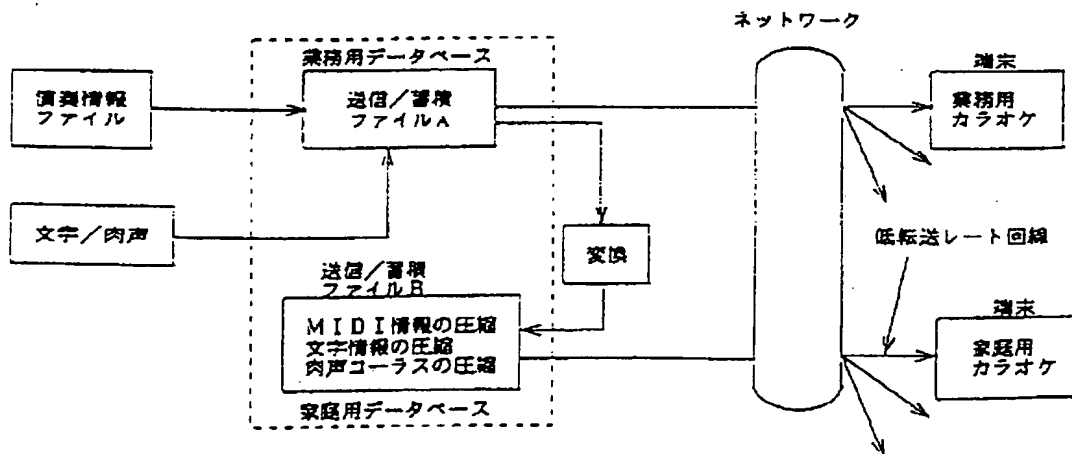 ネットワーク
業務用データベース
端末
演奏情報
ファイル
送信/蓄積
ファイルA
業務用
カラオケ
文字/肉声
変換
低転送レート回線
送信/蓄積
ファイルB
MIDI情報の圧縮
文字情報の圧縮
肉声コーラスの圧縮
家庭用データベース
端末
家庭用
カラオケ